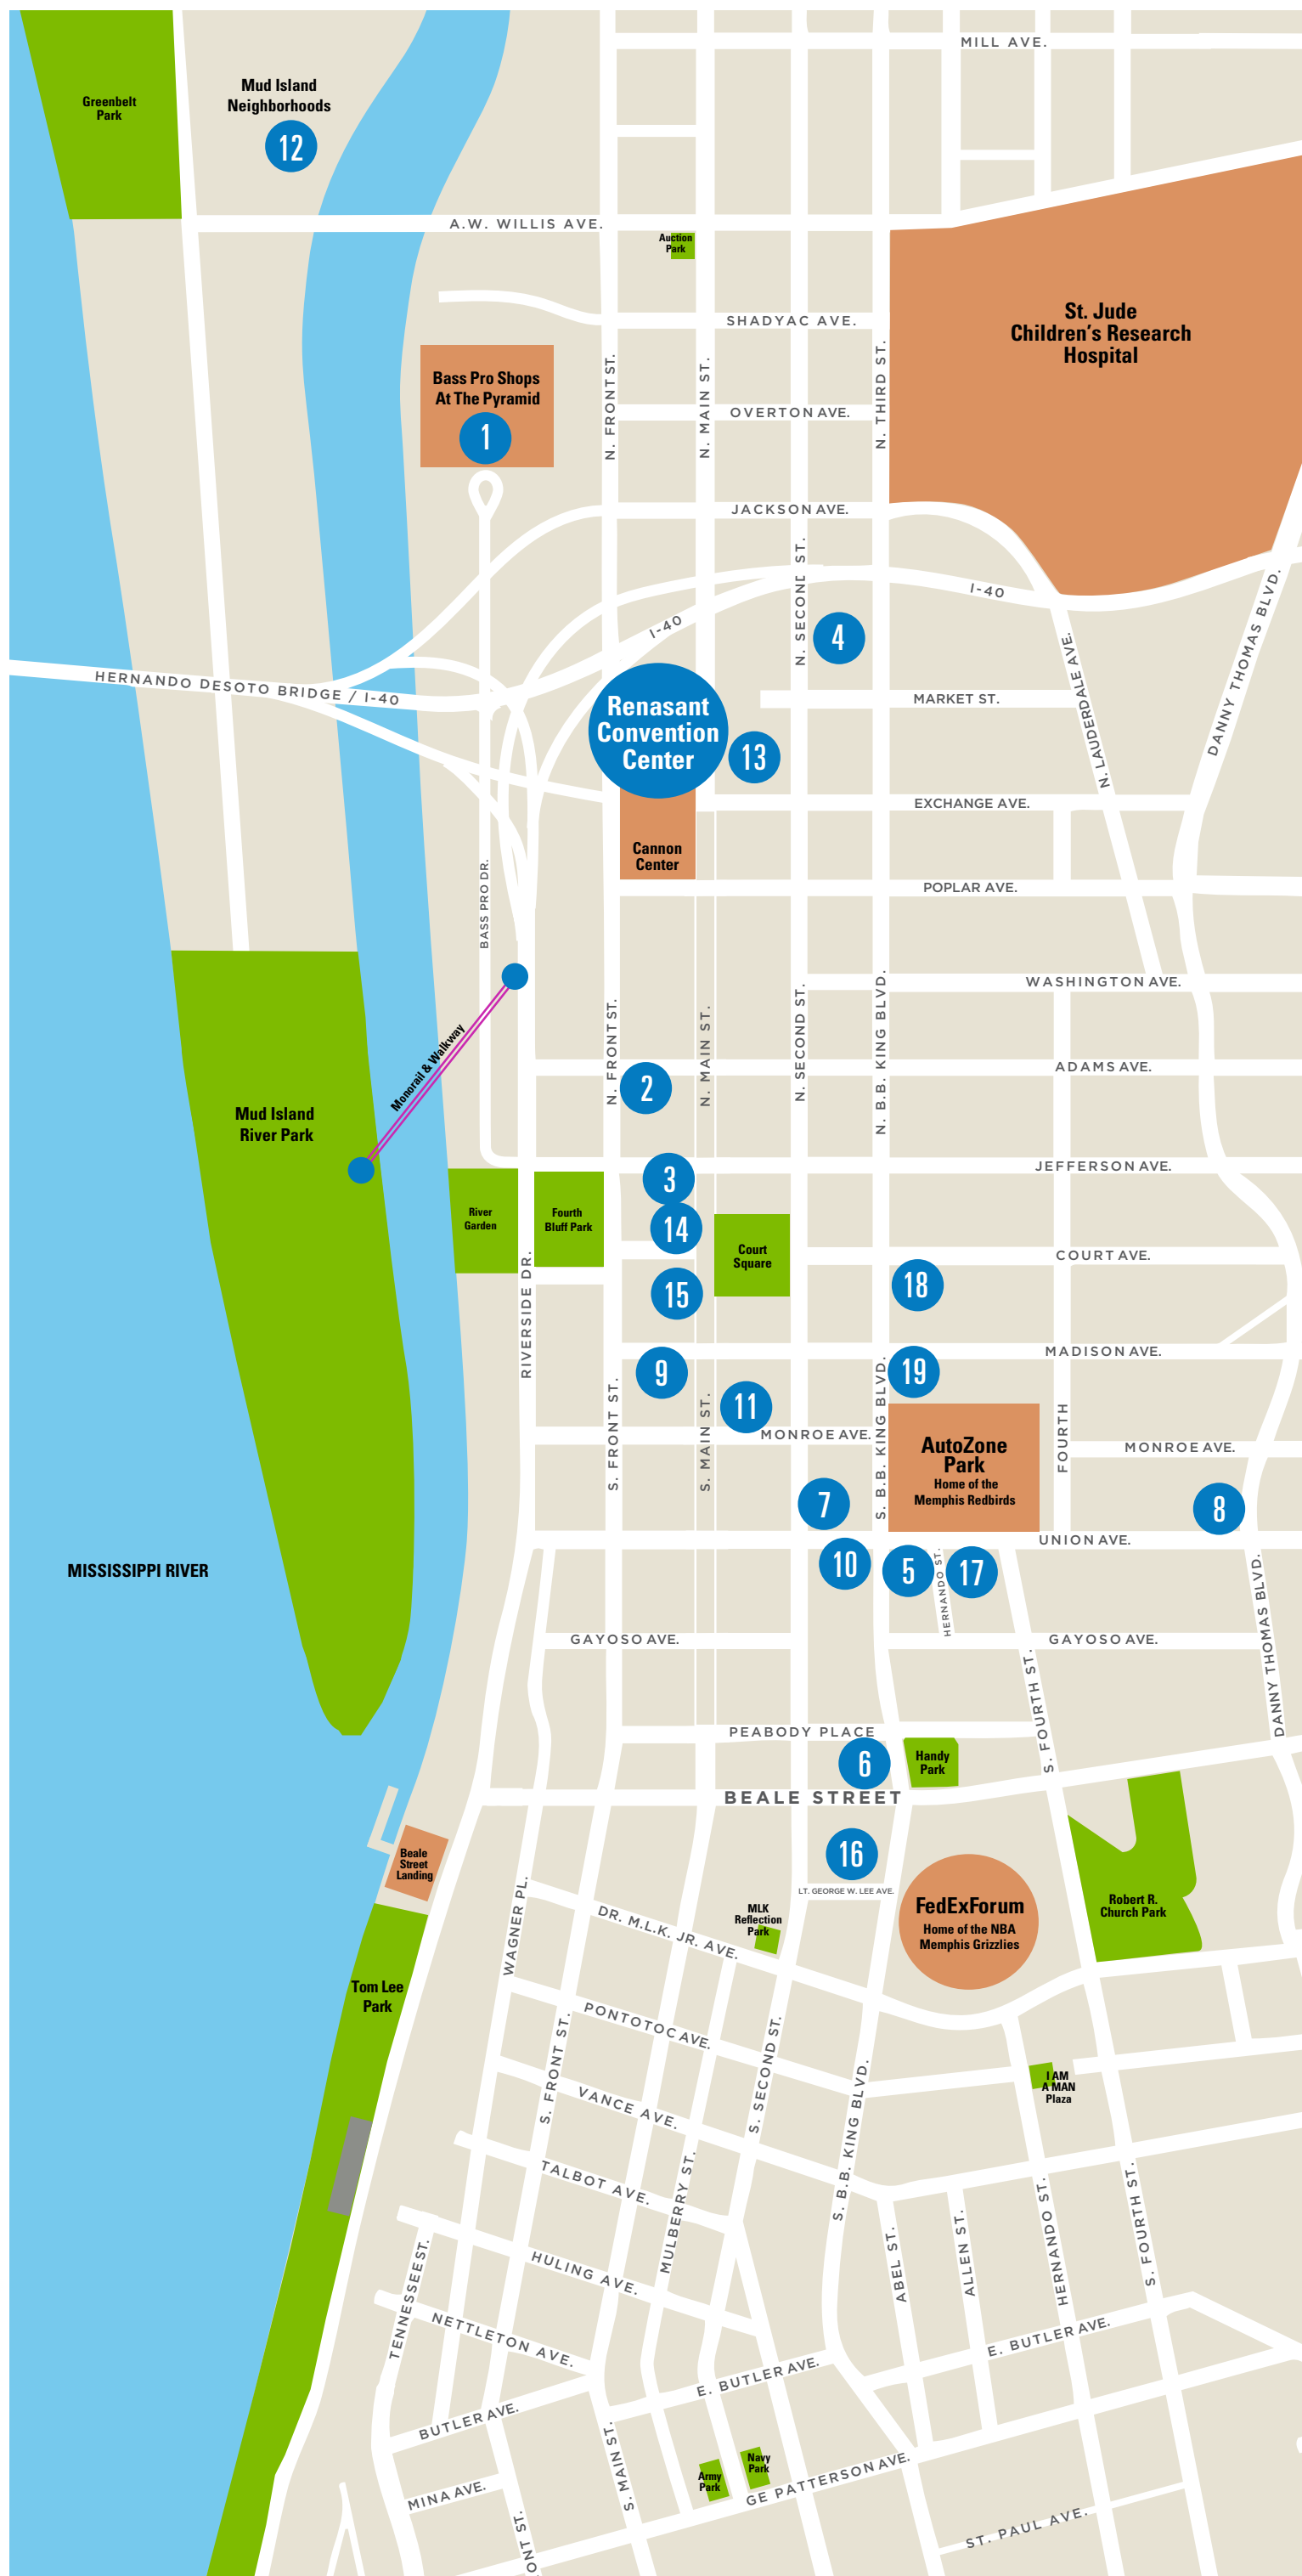 MILL AVE.
Greenbelt
Park
Mud Island
Neighborhoods
12
A.W. WILLIS AVE.
Auction
Park
SHADYAC AVE.
St. Jude
Children's Research
Hospital
Bass Pro Shops
At The Pyramid
1
N. FRONT ST.
N. MAIN ST.
N. THIRD ST.
OVERTON AVE.
JACKSON AVE.
N. SECOND ST.
I-40
I-40
4
DANNY THOMAS BLVD.
HERNANDO DESOTO BRIDGE / I-40
MARKET ST.
N. LAUDERDALE AVE.
Renasant
Convention
Center
13
EXCHANGE AVE.
Cannon
Center
POPLAR AVE.
BASS PRO DR.
WASHINGTON AVE.
Monorail & Walkway
N. FRONT ST.
N. MAIN ST.
N. SECOND ST.
N. B.B. KING BLVD.
ADAMS AVE.
2
Mud Island
River Park
JEFFERSON AVE.
3
River
Garden
Fourth
Bluff Park
14
Court
Square
COURT AVE.
RIVERSIDE DR.
15
18
MADISON AVE.
9
19
S. FRONT ST.
S. MAIN ST.
11
S. B.B. KING BLVD.
MONROE AVE.
AutoZone
Park
Home of the
Memphis Redbirds
FOURTH
MONROE AVE.
7
8
UNION AVE.
MISSISSIPPI RIVER
10
5
HERNANDO ST.
17
DANNY THOMAS BLVD.
GAYOSO AVE.
GAYOSO AVE.
S. FOURTH ST.
PEABODY PLACE
6
Handy
Park
BEALE STREET
Beale
Street
Landing
16
LT. GEORGE W. LEE AVE.
WAGNER PL.
DR. M.L.K. JR. AVE.
MLK
Reflection
Park
FedExForum
Home of the NBA
Memphis Grizzlies
Robert R.
Church Park
Tom Lee
Park
PONTOTOC AVE.
S. FRONT ST.
S. SECOND ST.
S. B.B. KING BLVD.
I AM
A MAN
Plaza
VANCE AVE.
TALBOT AVE.
MULBERRY ST.
ABEL ST.
ALLEN ST.
HERNANDO ST.
S. FOURTH ST.
TENNESSEE ST.
HULING AVE.
NETTLETON AVE.
E. BUTLER AVE.
E. BUTLER AVE.
BUTLER AVE.
S. MAIN ST.
Army
Park
Navy
Park
GE PATTERSON AVE.
MINA AVE.
ONT ST.
ST. PAUL AVE.